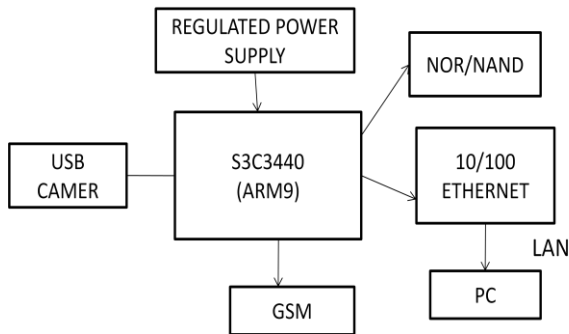 REGULATED POWER
SUPPLY
NOR/NAND
USB
CAMER
S3C3440
(ARM9)
10/100
ETHERNET
LAN
GSM
PC